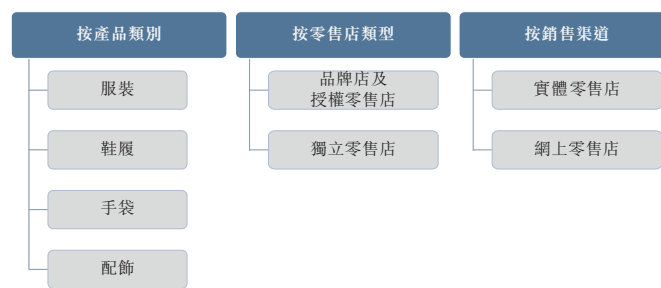 按產品類別
服裝
鞋履
手袋
配飾
按零售店類型
品牌店及
授權零售店
獨立零售店
按銷售渠道
實體零售店
網上零售店